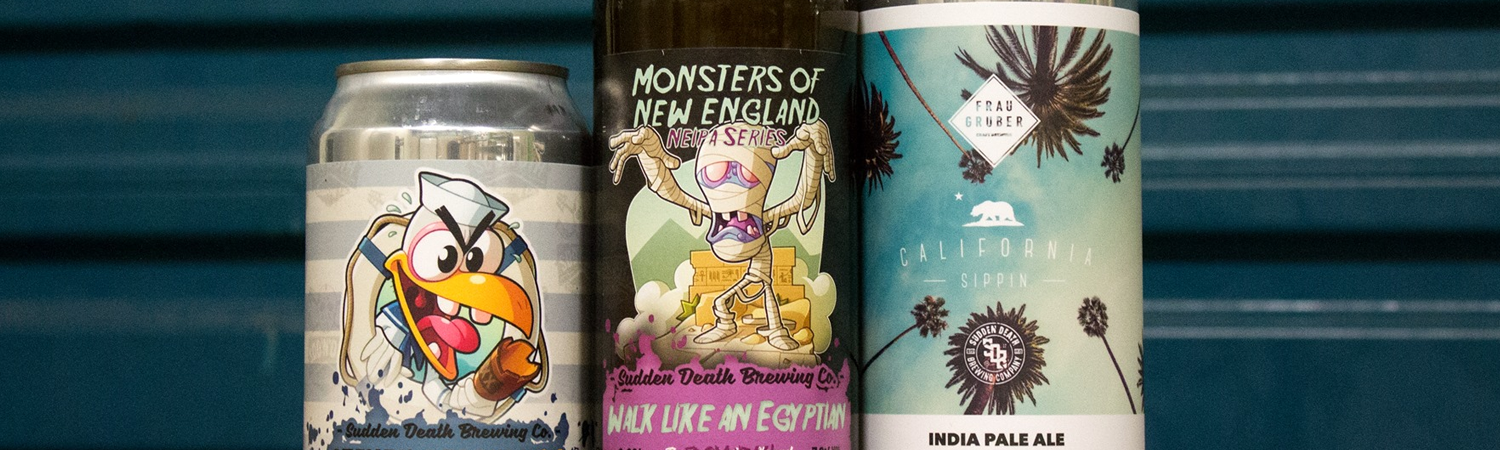 - Sudden Death Brewing Co. -
MONSTERS OF
NEW ENGLAND
NEIPA SERIES
- Sudden Death Brewing Co. -
WALK LIKE AN EGYPTIAN
FRAU
GRUBER
CALIFORNIA
— SIPPIN —
SUDDEN DEATH
SDB
BREWING COMPANY
INDIA PALE ALE